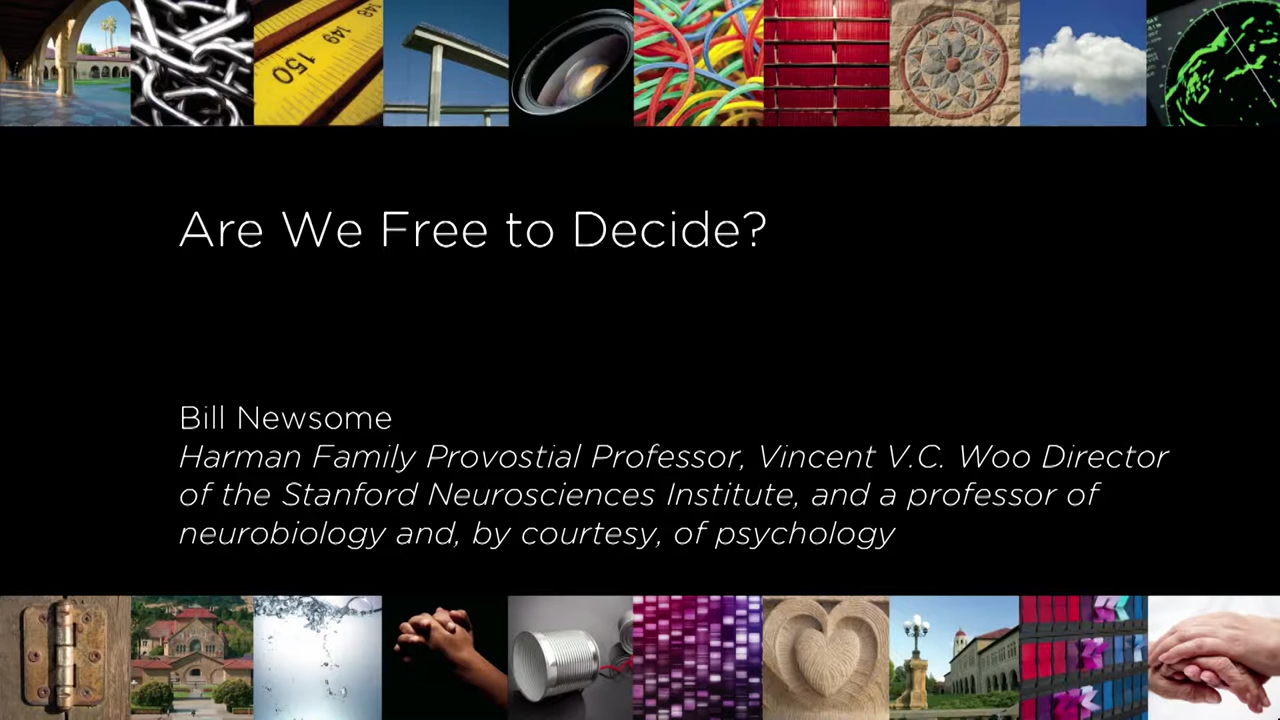 150
149
148
Are We Free to Decide?
Bill Newsome
Harman Family Provostial Professor, Vincent V.C. Woo Director
of the Stanford Neurosciences Institute, and a professor of
neurobiology and, by courtesy, of psychology